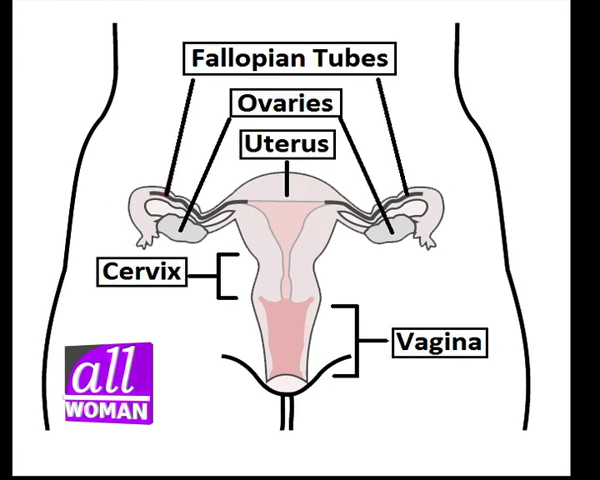 Fallopian Tubes
Ovaries
Uterus
Cervix
Vagina
all
WOMAN